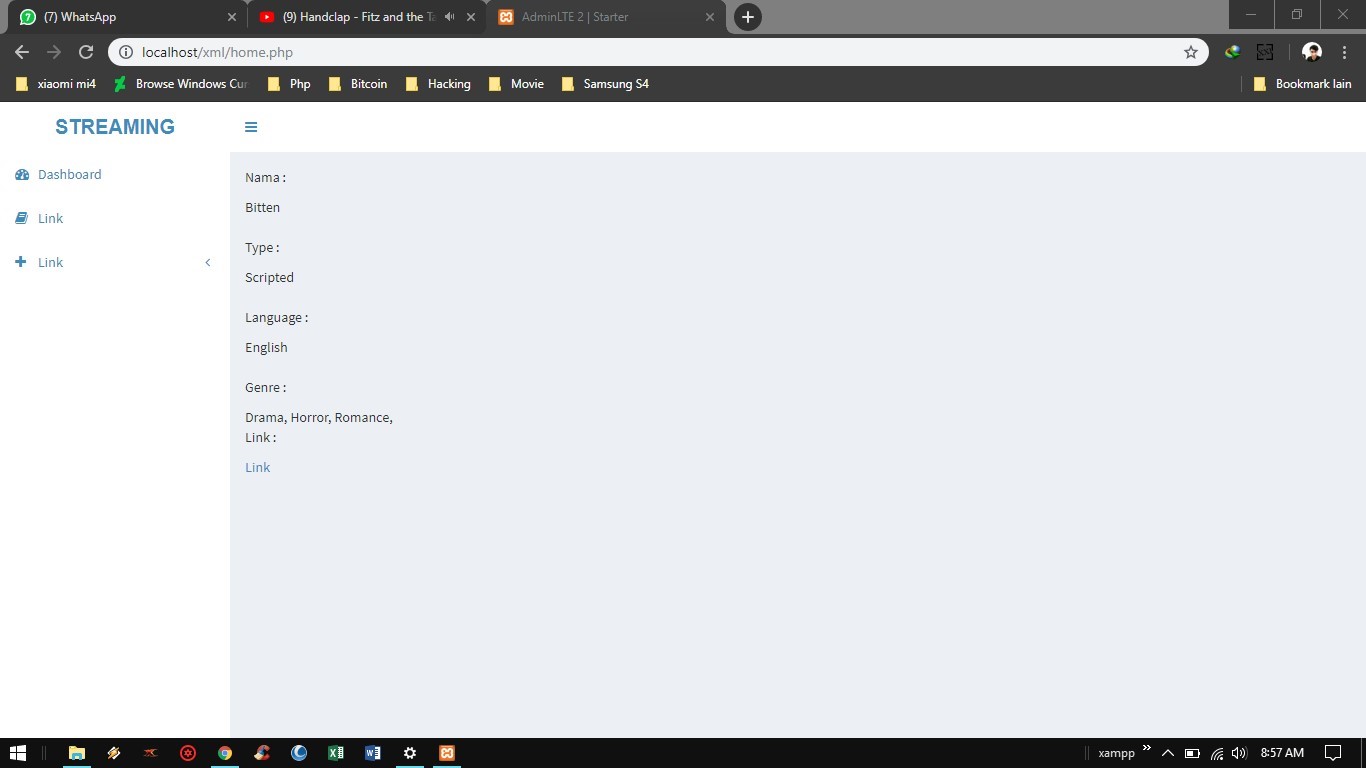 (7) WhatsApp
(9) Handclap - Fitz and the Ta
AdminLTE 2 | Starter
localhost/xml/home.php
xiaomi mi4
Browse Windows Cur
Php
Bitcoin
Hacking
Movie
Samsung S4
Bookmark lain
STREAMING
Dashboard
Link
Link
Nama :
Bitten
Type :
Scripted
Language :
English
Genre :
Drama, Horror, Romance,
Link :
Link
xampp
8:57 AM